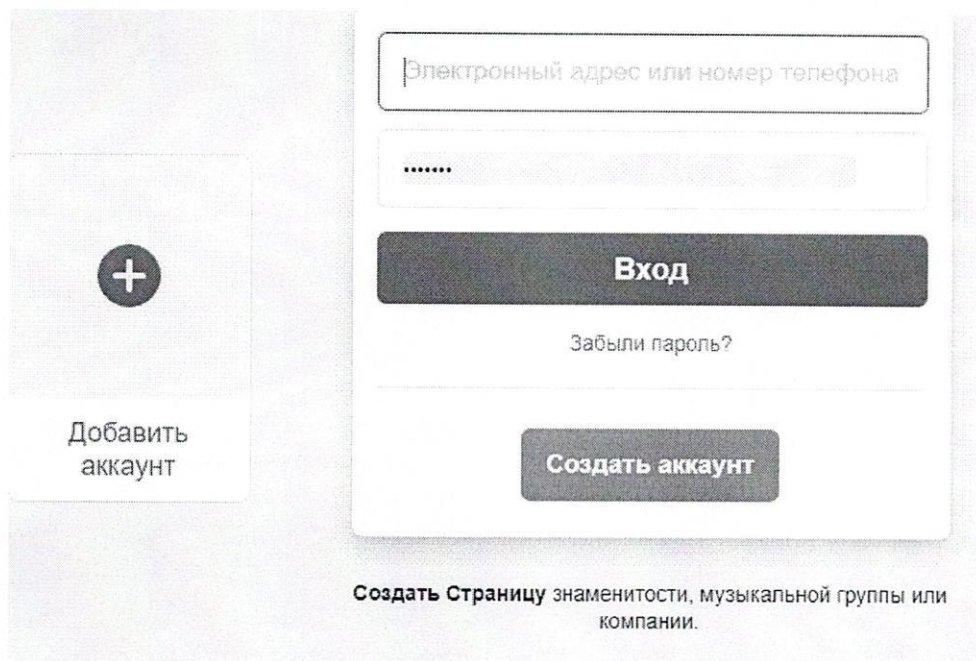 Электронный адрес или номер телефона
•••••••
Вход
Забыли пароль?
Добавить
аккаунт
Создать аккаунт
Создать Страницу знаменитости, музыкальной группы или
компании.